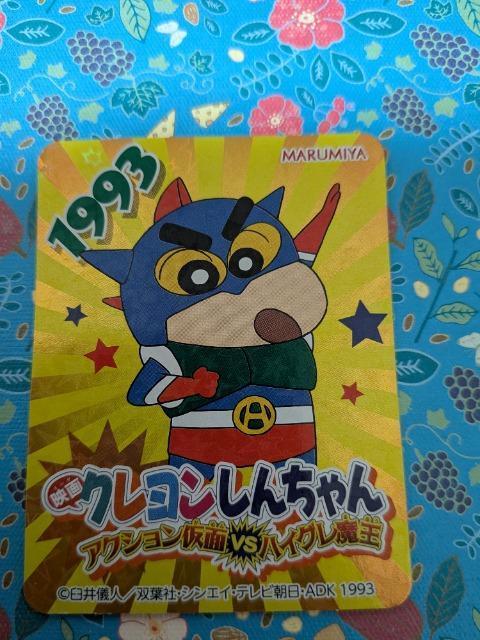 1993
MARUMIYA
映画
クレヨンしんちゃん
アクション仮面VSハイグレ魔王
©臼井儀人/双葉社・シンエイ・テレビ朝日・ADK 1993